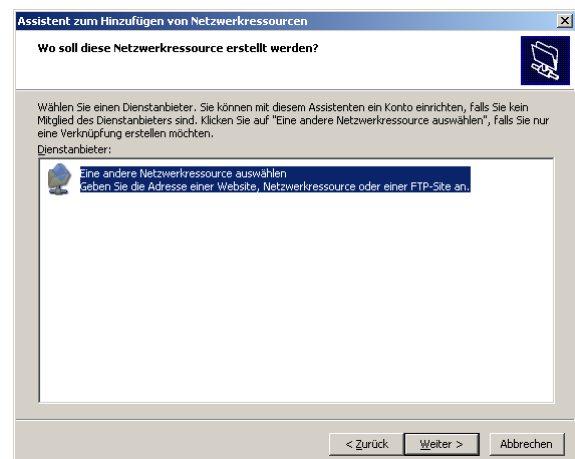 Assistent zum Hinzufügen von Netzwerkressourcen
Wo soll diese Netzwerkressource erstellt werden?
Wählen Sie einen Dienstanbieter. Sie können mit diesem Assistenten ein Konto einrichten, falls Sie kein
Mitglied des Dienstanbieters sind. Klicken Sie auf "Eine andere Netzwerkressource auswählen", falls Sie nur
eine Verknüpfung erstellen möchten.
Dienstanbieter:
Eine andere Netzwerkressource auswählen
Geben Sie die Adresse einer Website, Netzwerkressource oder einer FTP-Site an.
< Zurück
Weiter >
Abbrechen